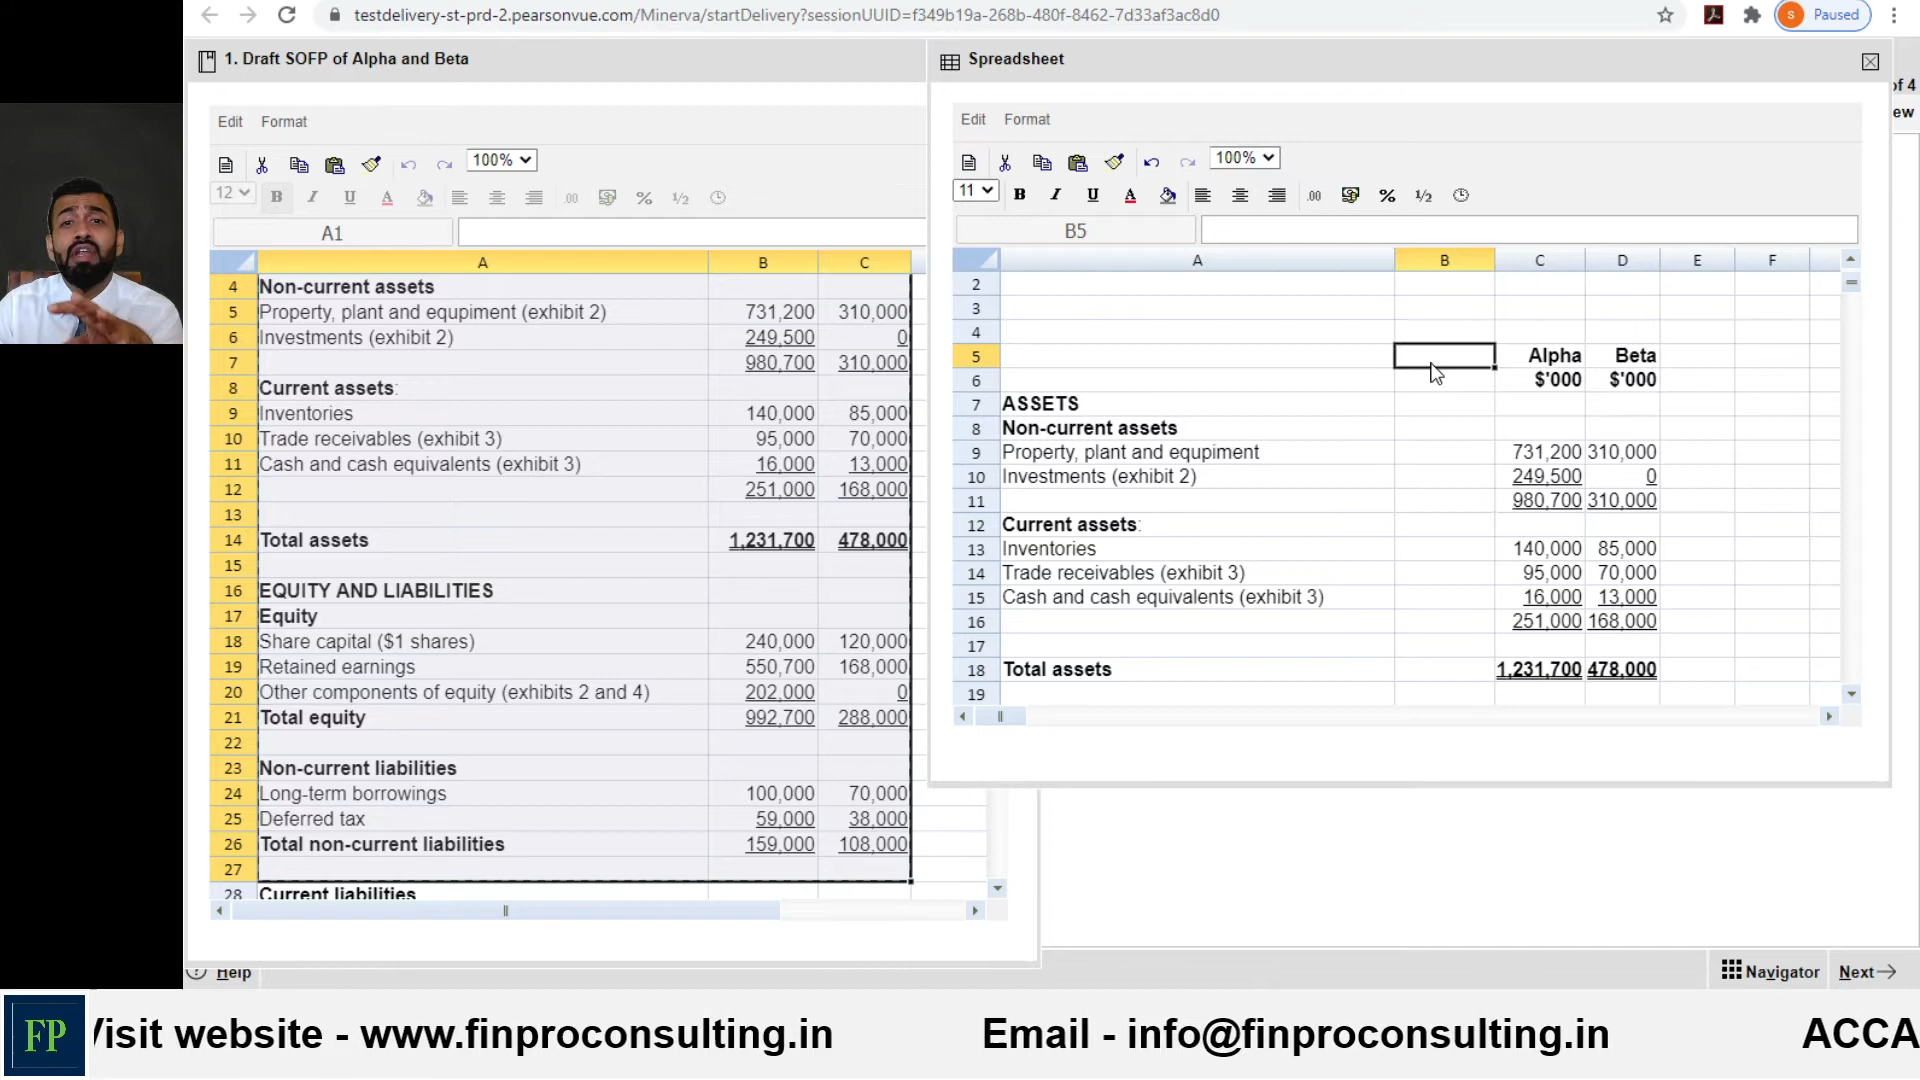 testdelivery-st-prd-2.pearsonvue.com/Minerva/startDelivery?sessionUUID=f349b19a-268b-480f-8462-7d33af3ac8d0
S Paused
1. Draft SOFP of Alpha and Beta
Edit Format
100%
12 B I U A .00 % 1/2
A1
A B C
4 Non-current assets
5 Property, plant and equpiment (exhibit 2) 731,200 310,000
6 Investments (exhibit 2) 249,500 0
7 980,700 310,000
8 Current assets:
9 Inventories 140,000 85,000
10 Trade receivables (exhibit 3) 95,000 70,000
11 Cash and cash equivalents (exhibit 3) 16,000 13,000
12 251,000 168,000
13
14 Total assets 1,231,700 478,000
15
16 EQUITY AND LIABILITIES
17 Equity
18 Share capital ($1 shares) 240,000 120,000
19 Retained earnings 550,700 168,000
20 Other components of equity (exhibits 2 and 4) 202,000 0
21 Total equity 992,700 288,000
22
23 Non-current liabilities
24 Long-term borrowings 100,000 70,000
25 Deferred tax 59,000 38,000
26 Total non-current liabilities 159,000 108,000
27
28 Current liabilities
Spreadsheet
Edit Format
100%
11 B I U A .00 % 1/2
B5
A B C D E F
2
3
4
5 Alpha Beta
6 $'000 $'000
7 ASSETS
8 Non-current assets
9 Property, plant and equpiment 731,200 310,000
10 Investments (exhibit 2) 249,500 0
11 980,700 310,000
12 Current assets:
13 Inventories 140,000 85,000
14 Trade receivables (exhibit 3) 95,000 70,000
15 Cash and cash equivalents (exhibit 3) 16,000 13,000
16 251,000 168,000
17
18 Total assets 1,231,700 478,000
19
of 4
ew
? Help
Navigator Next
FP
Visit website - www.finproconsulting.in Email - info@finproconsulting.in ACCA